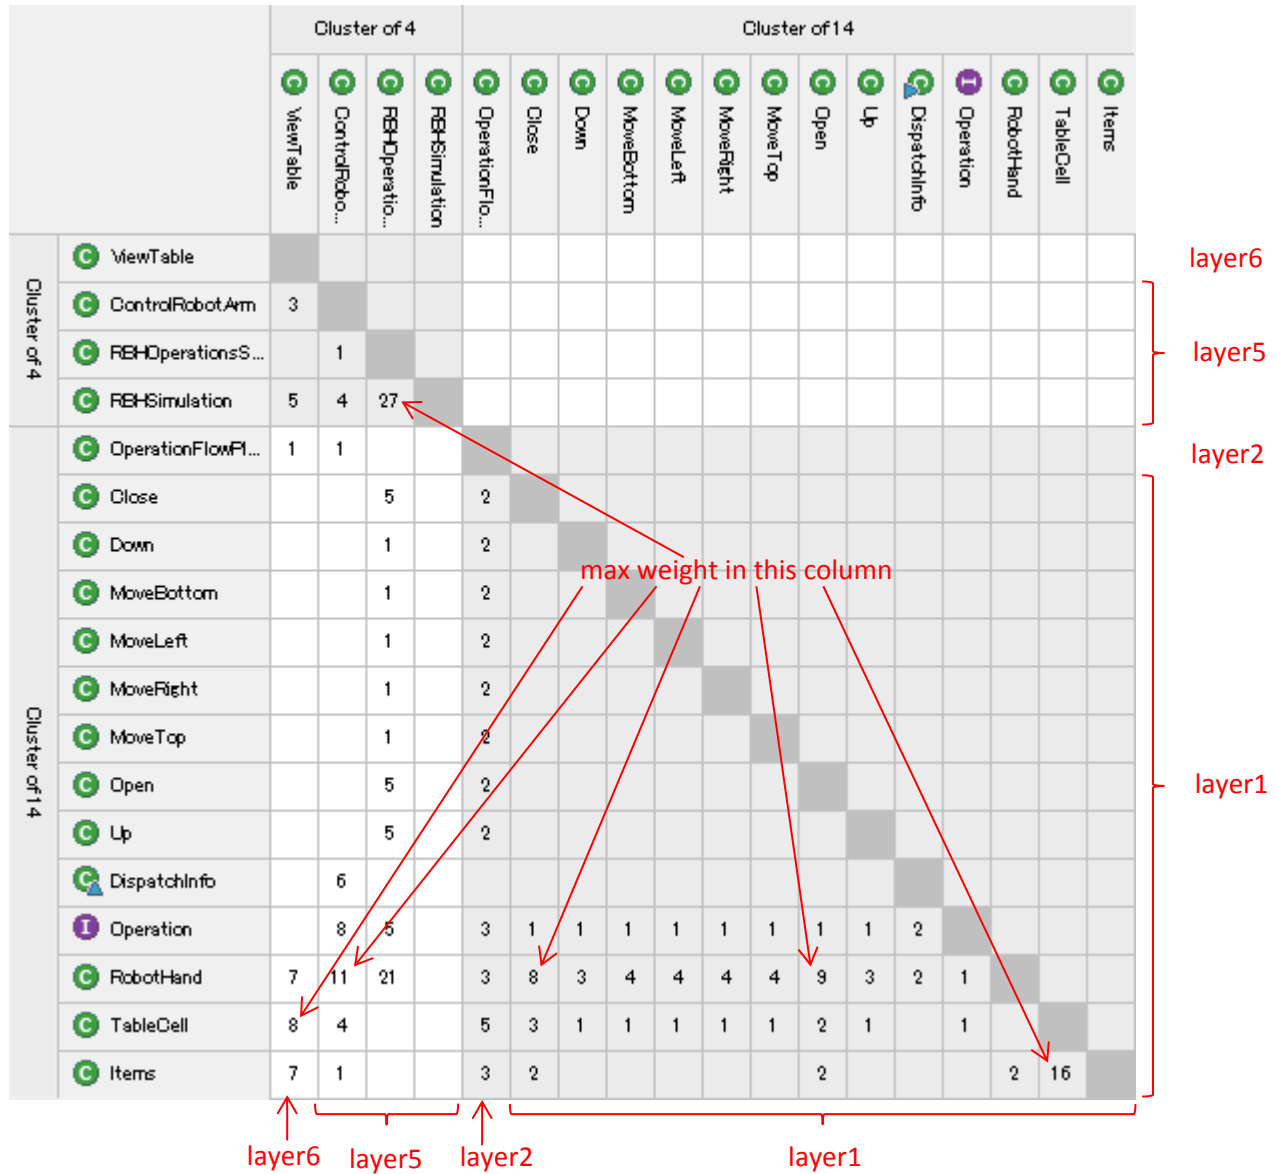 Cluster of 4 Cluster of 14
C C C C C C C C C C C C C C I C C C
ViewTable ControlRobo... RBHOperatio... RBHSimulation OperationFlo... Close Down MoveBottom MoveLeft MoveRight MoveTop Open Up DispatchInfo Operation RobotHand TableCell Items
Cluster of 4
C ViewTable layer6
C ControlRobotArm 3
C RBHOperationsS... 1 layer5
C RBHSimulation 5 4 27
Cluster of 14
C OperationFlowPl... 1 1 layer2
C Close 5 2
C Down 1 2
max weight in this column
C MoveBottom 1 2
C MoveLeft 1 2
C MoveRight 1 2
C MoveTop 1 2
C Open 5 2 layer1
C Up 5 2
C DispatchInfo 6
I Operation 8 5 3 1 1 1 1 1 1 1 1 2
C RobotHand 7 11 21 3 8 3 4 4 4 4 9 3 2 1
C TableCell 8 4 5 3 1 1 1 1 1 2 1 1
C Items 7 1 3 2 2 2 16
layer6 layer5 layer2 layer1